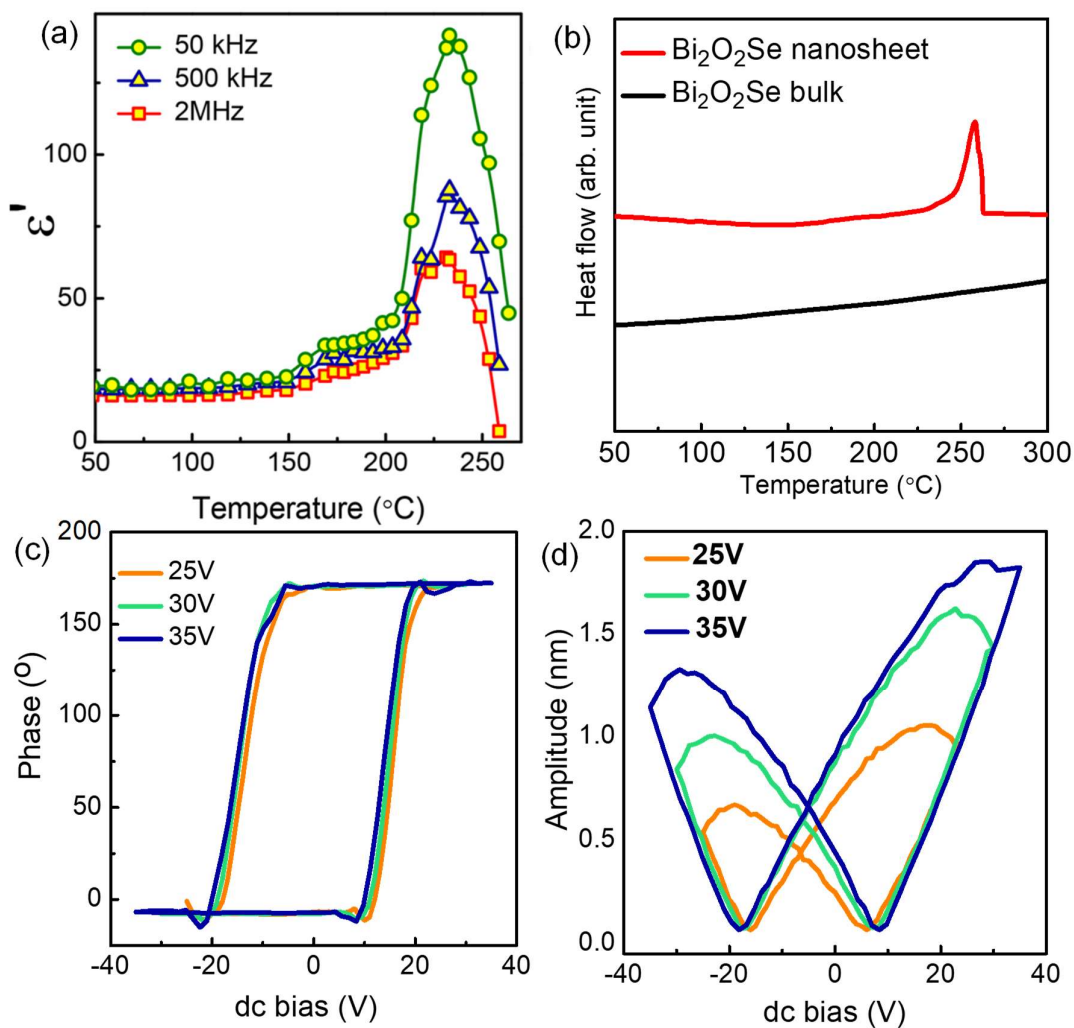 (a)
50 kHz
500 kHz
2MHz
ε'
100
50
0
50 100 150 200 250
Temperature (°C)
(b)
Bi₂O₂Se nanosheet
Bi₂O₂Se bulk
Heat flow (arb. unit)
50 100 150 200 250 300
Temperature (°C)
(c)
25V
30V
35V
Phase (°)
200
150
100
50
0
-40 -20 0 20 40
dc bias (V)
(d)
25V
30V
35V
Amplitude (nm)
2.0
1.5
1.0
0.5
0.0
-40 -20 0 20 40
dc bias (V)